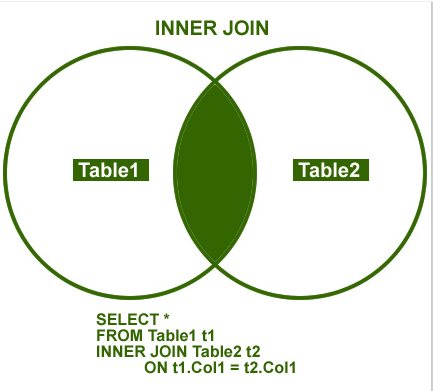 INNER JOIN
Table1
Table2
SELECT *
FROM Table1 t1
INNER JOIN Table2 t2
ON t1.Col1 = t2.Col1